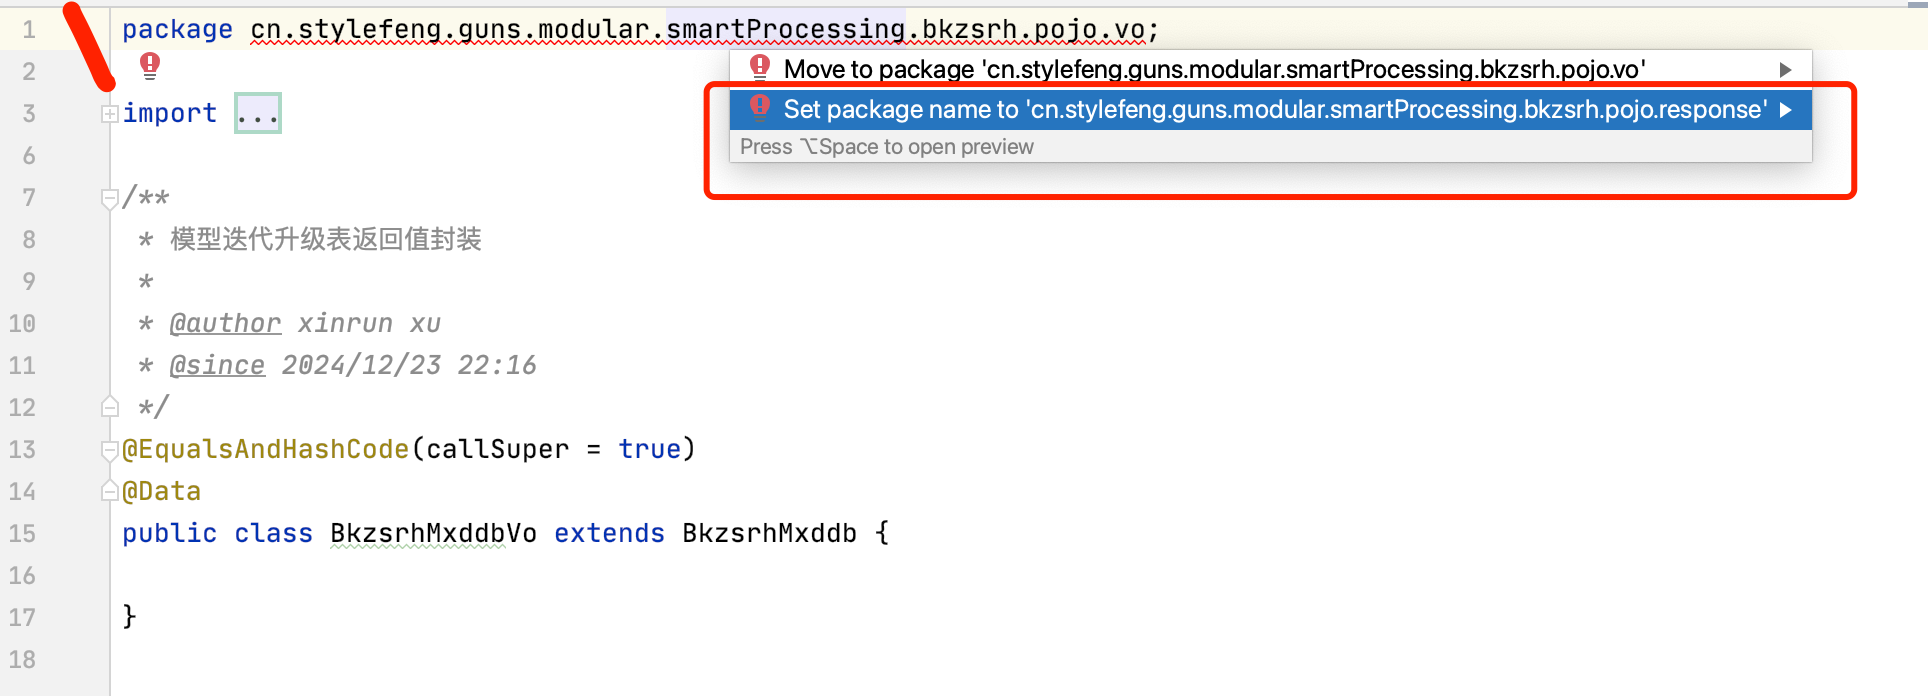 1 package cn.stylefeng.guns.modular.smartProcessing.bkzsrh.pojo.vo;
2
Move to package 'cn.stylefeng.guns.modular.smartProcessing.bkzsrh.pojo.vo'
3 import ...
Set package name to 'cn.stylefeng.guns.modular.smartProcessing.bkzsrh.pojo.response'
Press ⌥Space to open preview
6
7 /**
8 * 模型迭代升级表返回值封装
9 *
10 * @author xinrun xu
11 * @since 2024/12/23 22:16
12 */
13 @EqualsAndHashCode(callSuper = true)
14 @Data
15 public class BkzsrhMxddbVo extends BkzsrhMxddb {
16
17 }
18